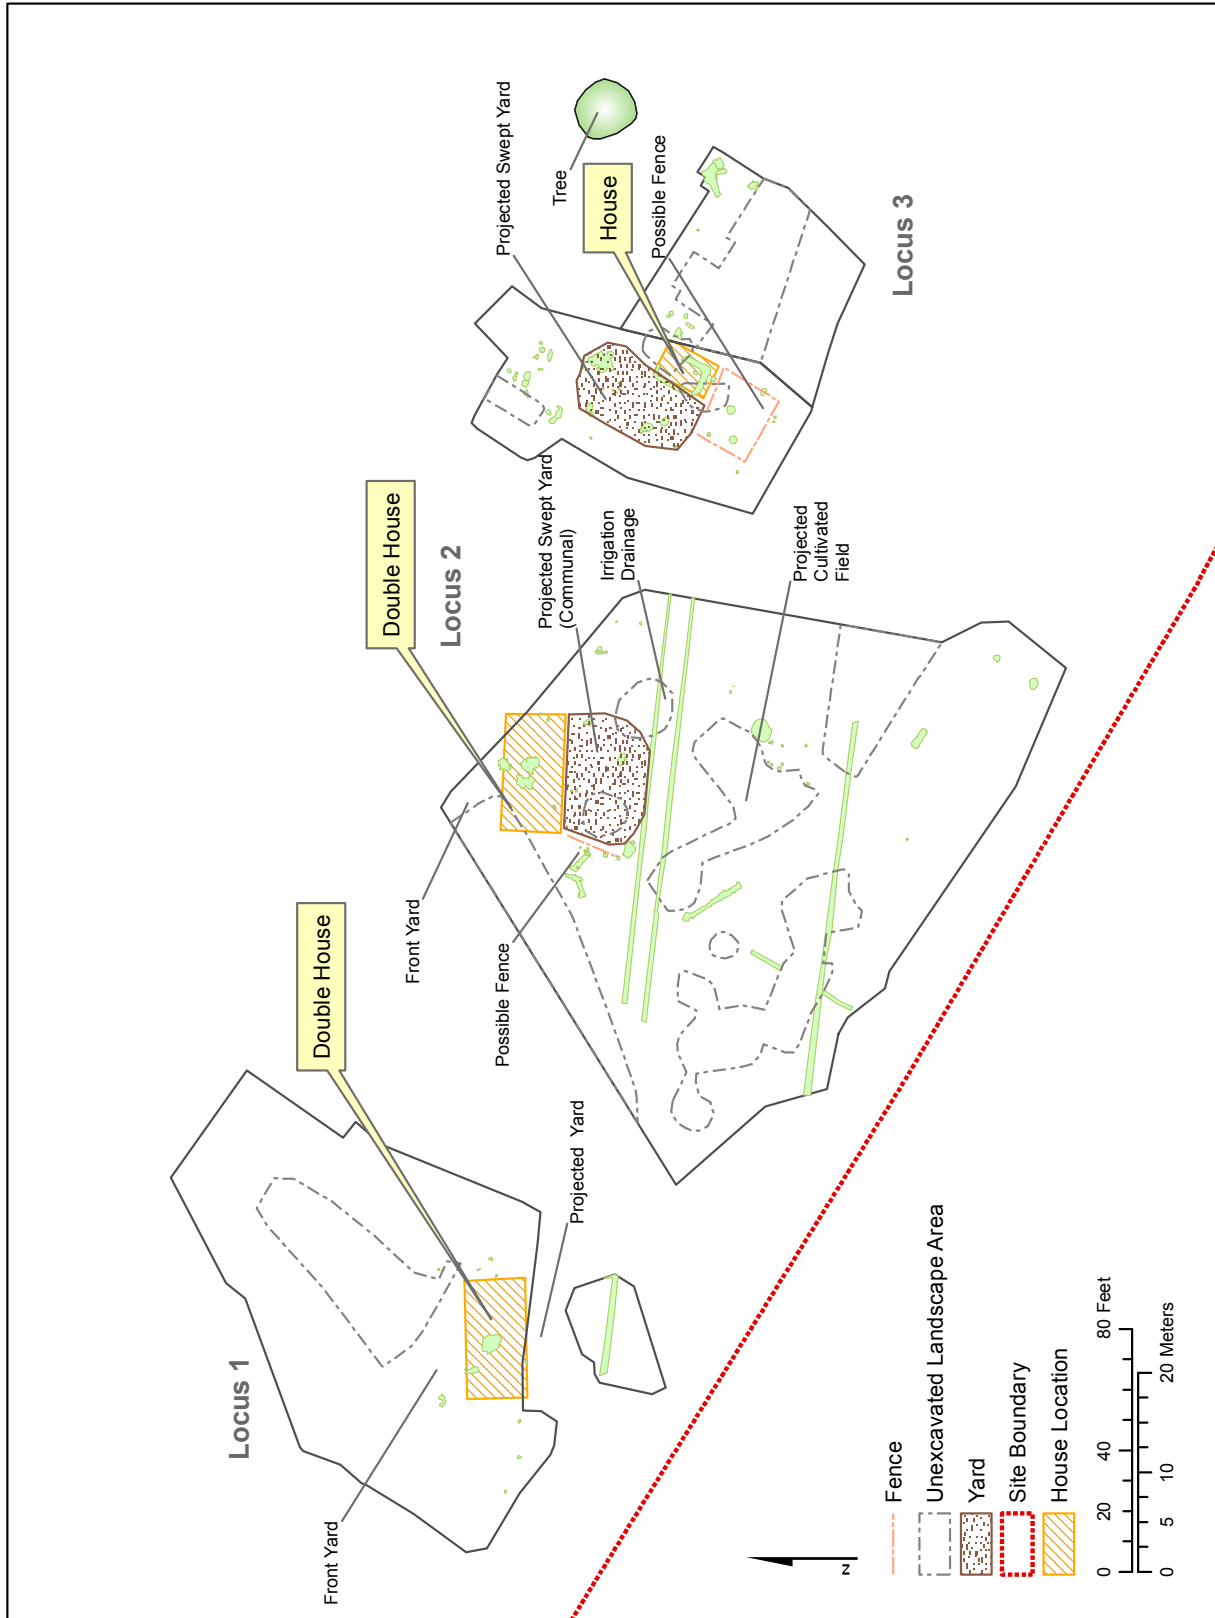 Locus 1
Front Yard
Double House
Projected Yard
Front Yard
Possible Fence
Double House
Locus 2
Projected Swept Yard
(Communal)
Irrigation
Drainage
Projected
Cultivated
Field
Projected Swept Yard
Tree
House
Possible Fence
Locus 3
N
Fence
Unexcavated Landscape Area
Yard
Site Boundary
House Location
0 20 40 80 Feet
0 5 10 20 Meters